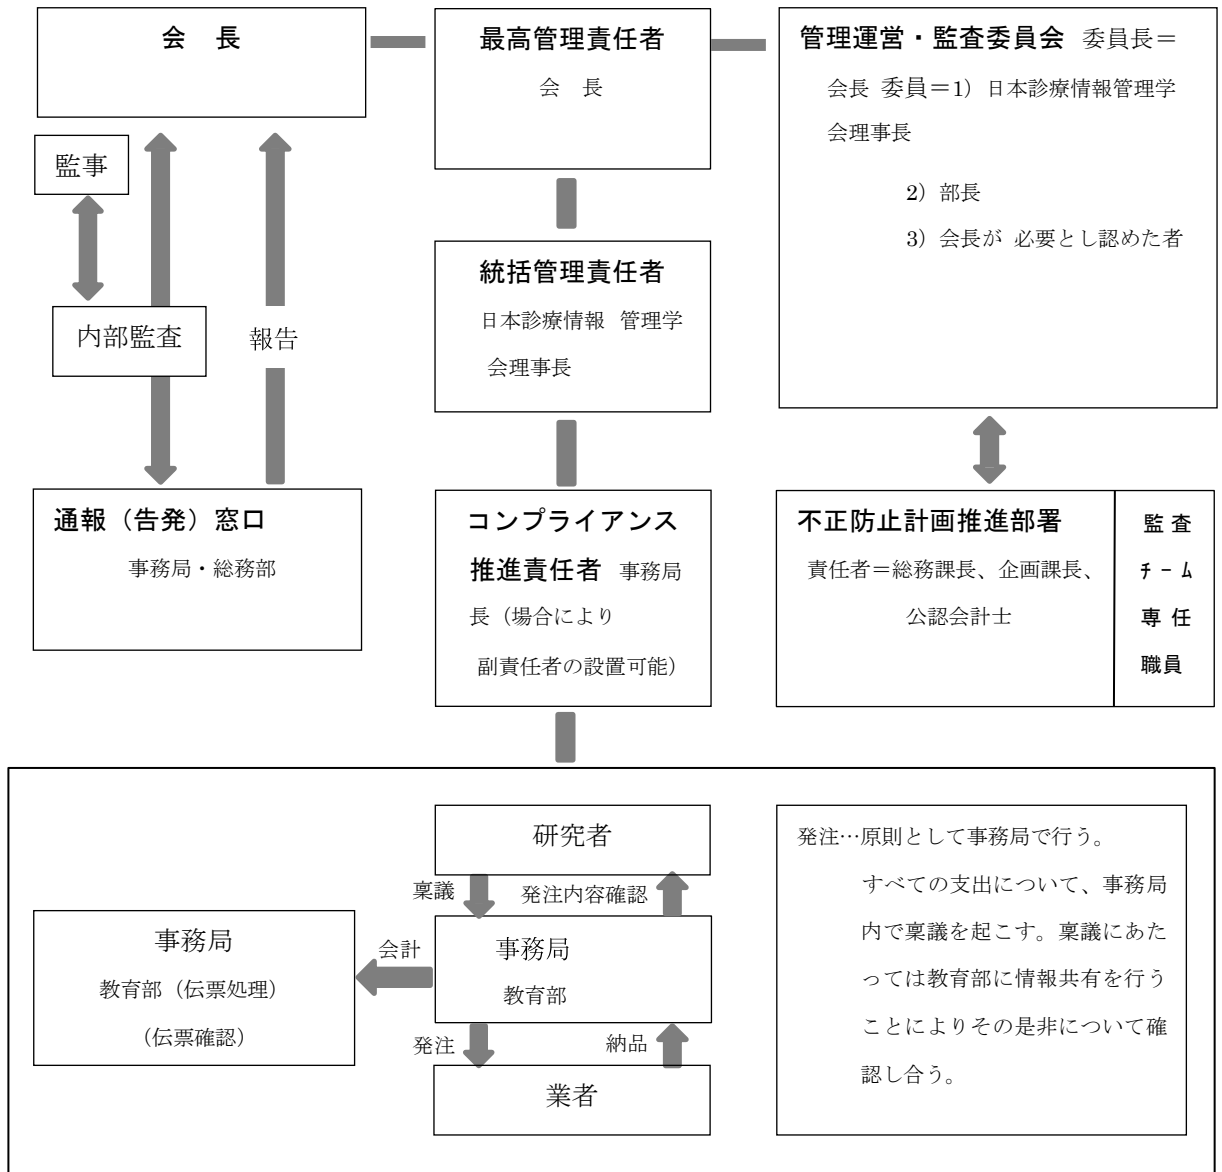 会　長
最高管理責任者
会　長
管理運営・監査委員会 委員長＝
会長 委員＝1）日本診療情報管理学
会理事長
2）部長
3）会長が 必要とし認めた者
監事
内部監査
報告
統括管理責任者
日本診療情報 管理学
会理事長
通報（告発）窓口
事務局・総務部
コンプライアンス
推進責任者 事務局
長（場合により
副責任者の設置可能）
不正防止計画推進部署
責任者＝総務課長、企画課長、
公認会計士
監査
ﾁｰﾑ
専任
職員
研究者
稟議
発注内容確認
事務局
教育部
会計
事務局
教育部（伝票処理）
（伝票確認）
発注
納品
業者
発注…原則として事務局で行う。
すべての支出について、事務局
内で稟議を起こす。稟議にあた
っては教育部に情報共有を行う
ことによりその是非について確
認し合う。